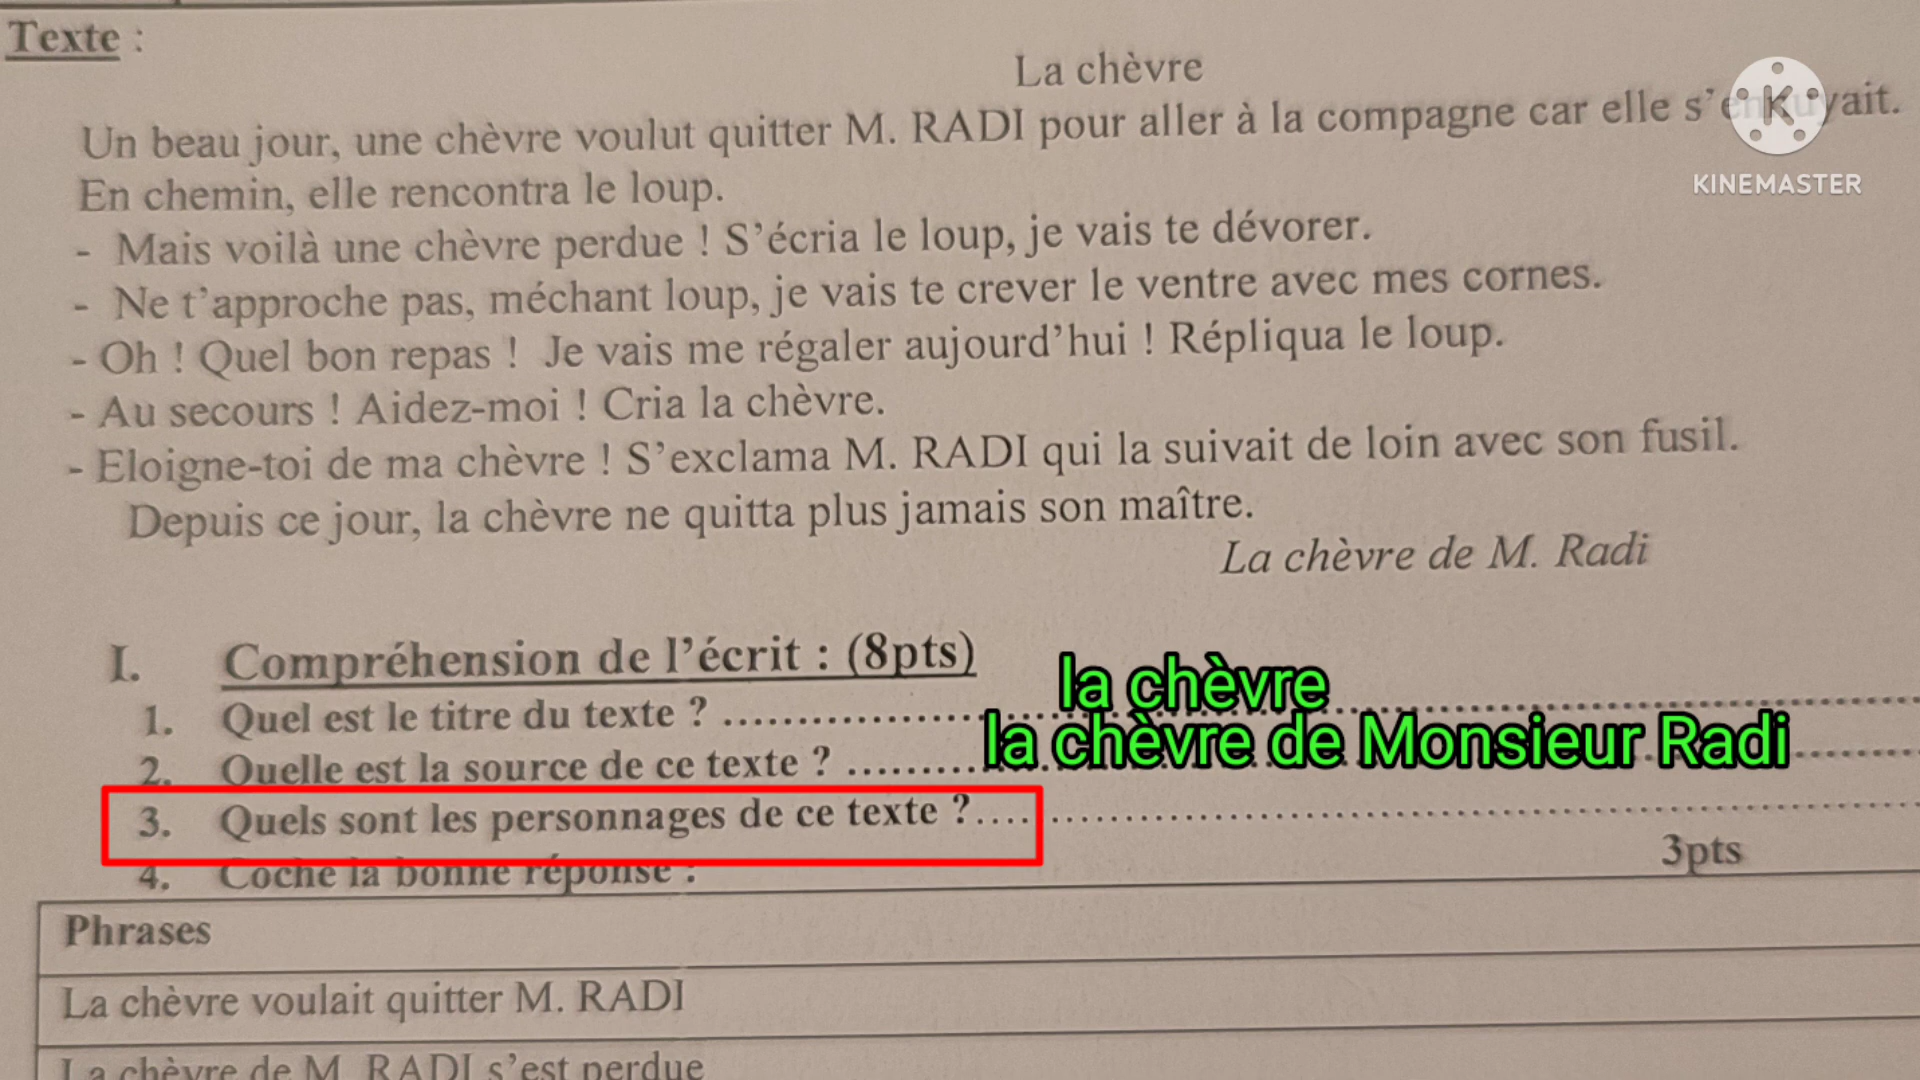 Texte :
La chèvre
Un beau jour, une chèvre voulut quitter M. RADI pour aller à la compagne car elle s'ennuyait.
KINEMASTER
En chemin, elle rencontra le loup.
- Mais voilà une chèvre perdue ! S'écria le loup, je vais te dévorer.
- Ne t'approche pas, méchant loup, je vais te crever le ventre avec mes cornes.
- Oh ! Quel bon repas ! Je vais me régaler aujourd'hui ! Répliqua le loup.
- Au secours ! Aidez-moi ! Cria la chèvre.
- Eloigne-toi de ma chèvre ! S'exclama M. RADI qui la suivait de loin avec son fusil.
Depuis ce jour, la chèvre ne quitta plus jamais son maître.
La chèvre de M. Radi
I. Compréhension de l'écrit : (8pts)
1. Quel est le titre du texte ? .................. la chèvre ..................
2. Quelle est la source de ce texte ? .......... la chèvre de Monsieur Radi ..........
3. Quels sont les personnages de ce texte ?..................
4. Coche la bonne réponse : 3pts
Phrases
La chèvre voulait quitter M. RADI
La chèvre de M. RADI s'est perdue